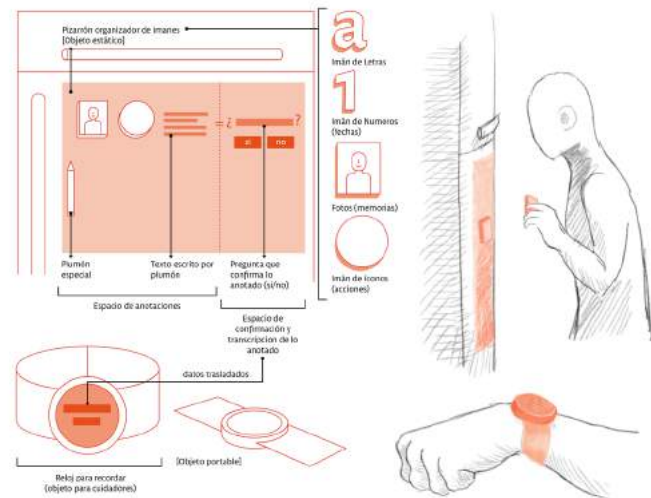 Pizarrón organizador de imanes
[Objeto estático]
a
Imán de Letras
1
Imán de Numeros
(fechas)
Fotos (memorias)
Imán de íconos
(acciones)
= ¿ ?
si no
Plumón
especial
Texto escrito por
plumón
Pregunta que
confirma lo
anotado (si/no)
Espacio de anotaciones
Espacio de
confirmación y
transcripcion de lo
anotado
datos trasladados
[Objeto portable]
Reloj para recordar
(objeto para cuidadores)